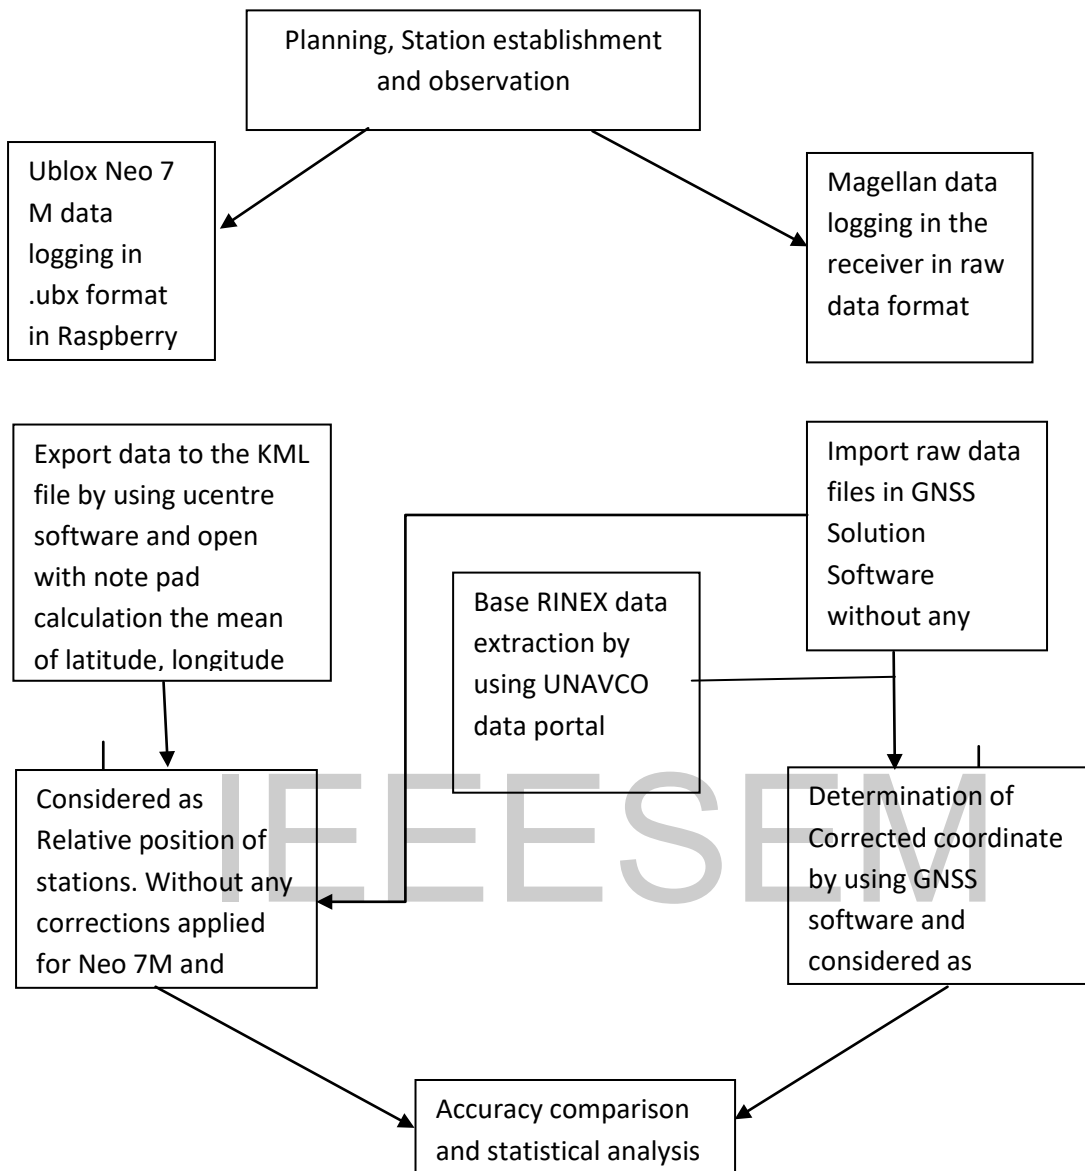 Planning, Station establishment
and observation
Ublox Neo 7
M data
logging in
.ubx format
in Raspberry
Magellan data
logging in the
receiver in raw
data format
Export data to the KML
file by using ucentre
software and open
with note pad
calculation the mean
of latitude, longitude
Import raw data
files in GNSS
Solution
Software
without any
Base RINEX data
extraction by
using UNAVCO
data portal
Considered as
Relative position of
stations. Without any
corrections applied
for Neo 7M and
Determination of
Corrected coordinate
by using GNSS
software and
considered as
IEEESEM
Accuracy comparison
and statistical analysis